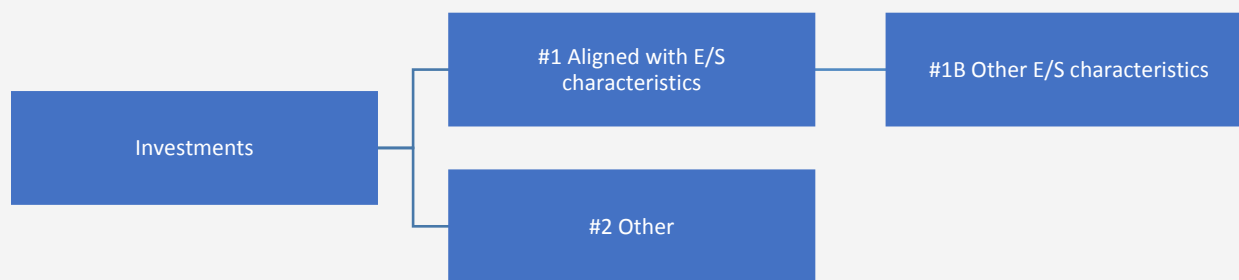 #1 Aligned with E/S
characteristics
#1B Other E/S characteristics
Investments
#2 Other